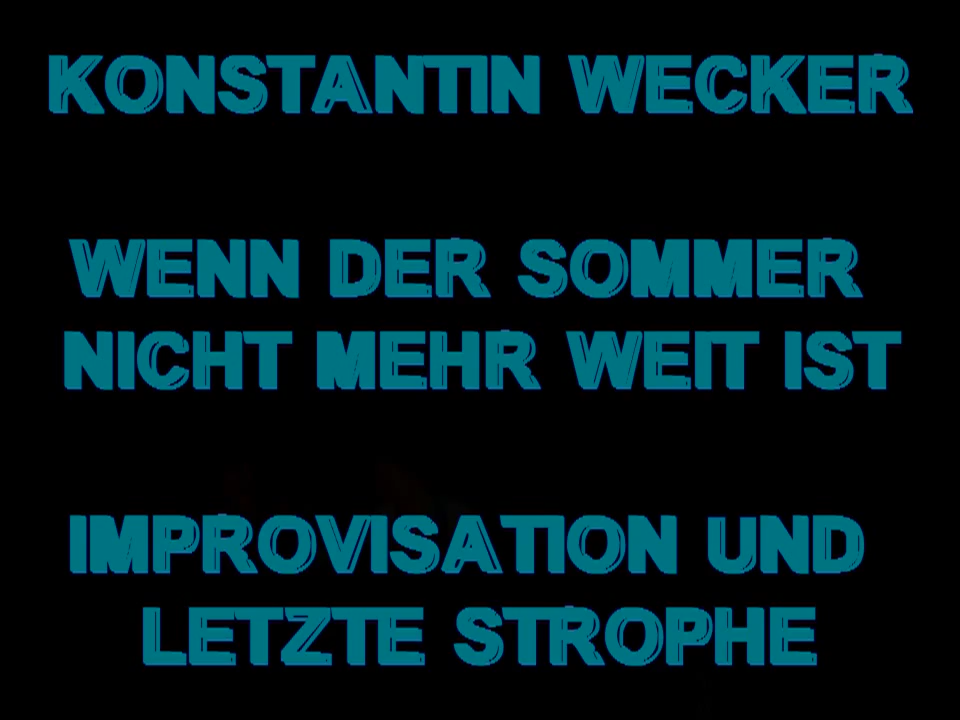 KONSTANTIN WECKER
WENN DER SOMMER
NICHT MEHR WEIT IST
IMPROVISATION UND
LETZTE STROPHE